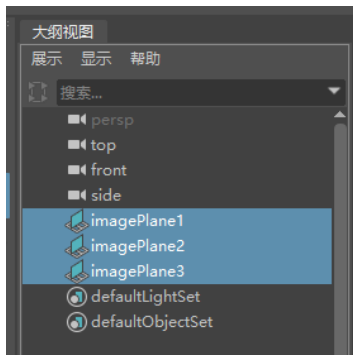 大纲视图
展示 显示 帮助
搜索...
persp
top
front
side
imagePlane1
imagePlane2
imagePlane3
defaultLightSet
defaultObjectSet